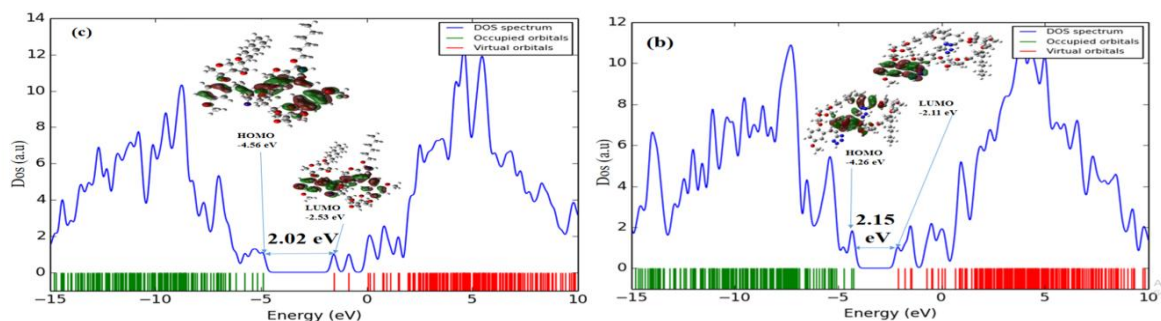 (c)
DOS spectrum
Occupied orbitals
Virtual orbitals
14
12
10
8
6
4
2
0
Dos (a.u)
HOMO
-4.56 eV
LUMO
-2.53 eV
2.02 eV
−15
−10
−5
0
5
10
Energy (eV)
(b)
DOS spectrum
Occupied orbitals
Virtual orbitals
12
10
8
6
4
2
0
Dos (a.u)
LUMO
-2.11 eV
HOMO
-4.26 eV
2.15
eV
−15
−10
−5
0
5
10
Energy (eV)